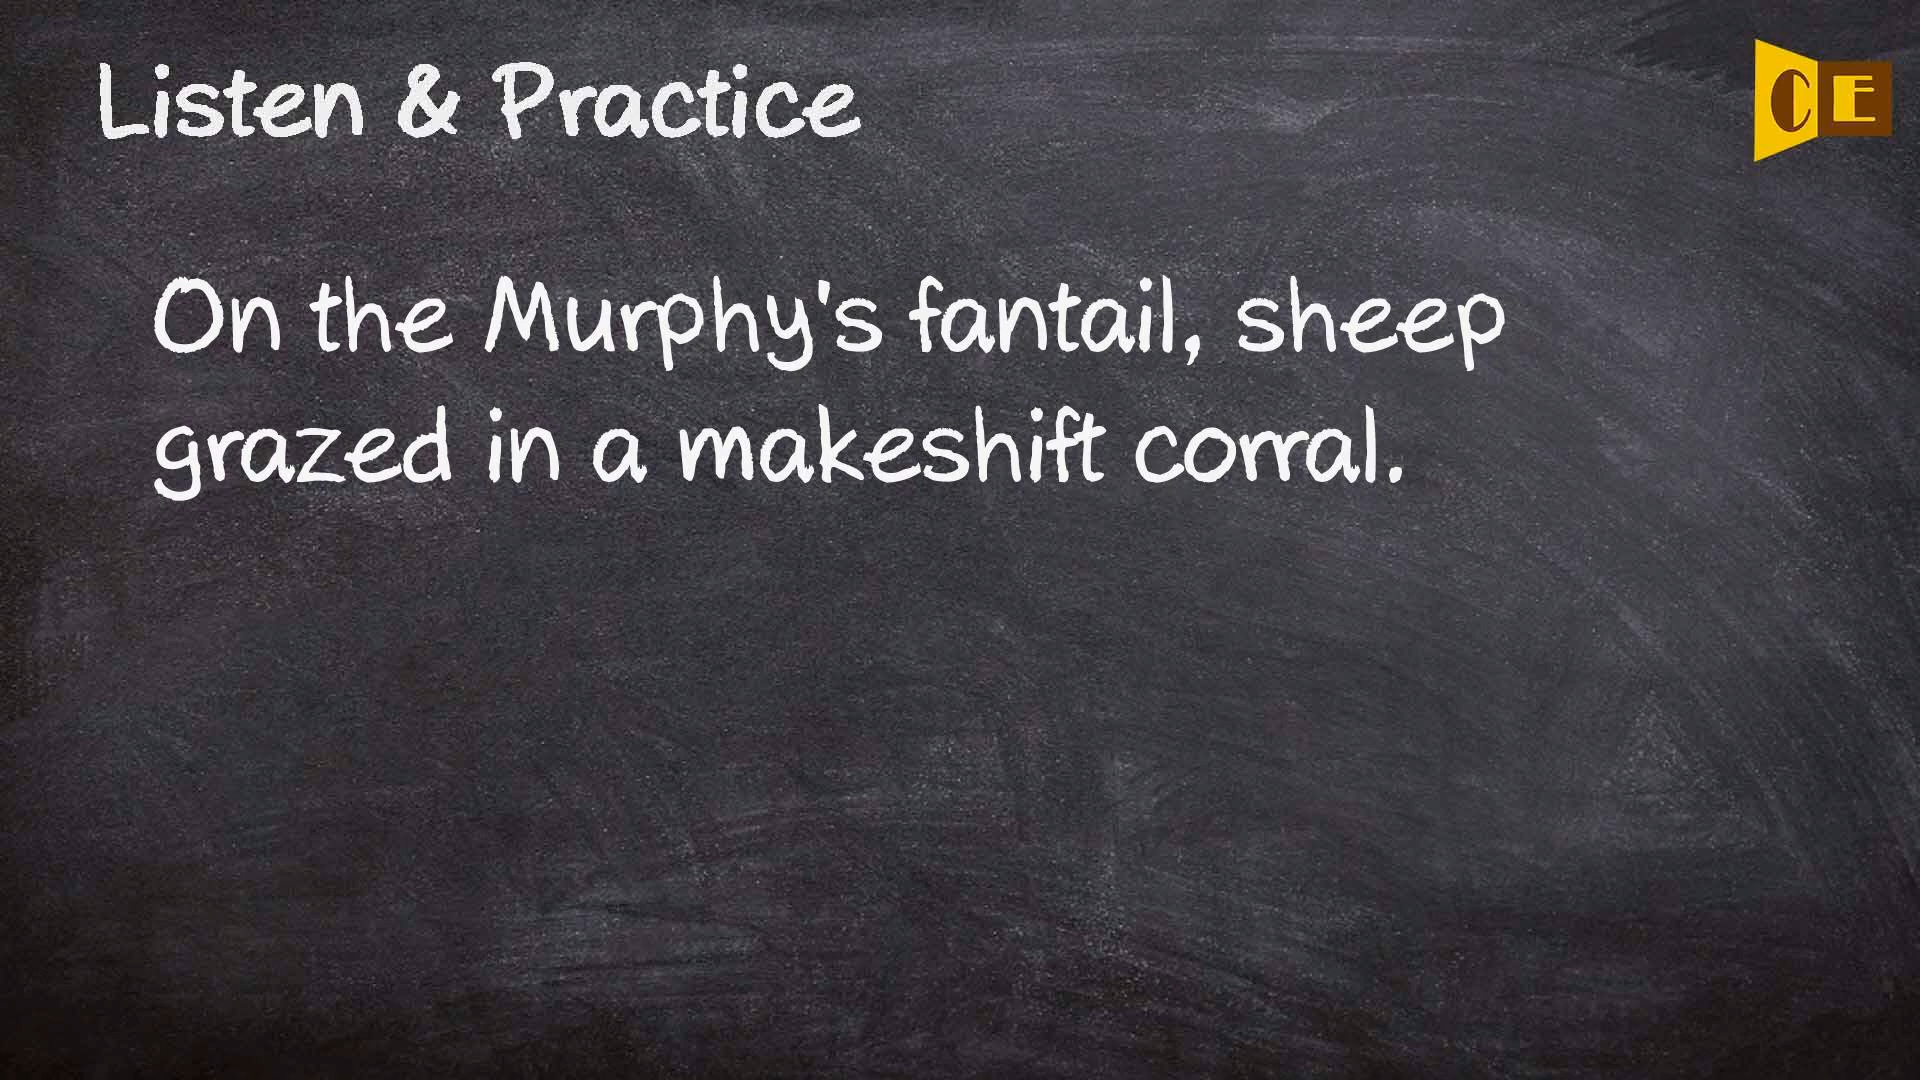 Listen & Practice
CE
On the Murphy's fantail, sheep
grazed in a makeshift corral.